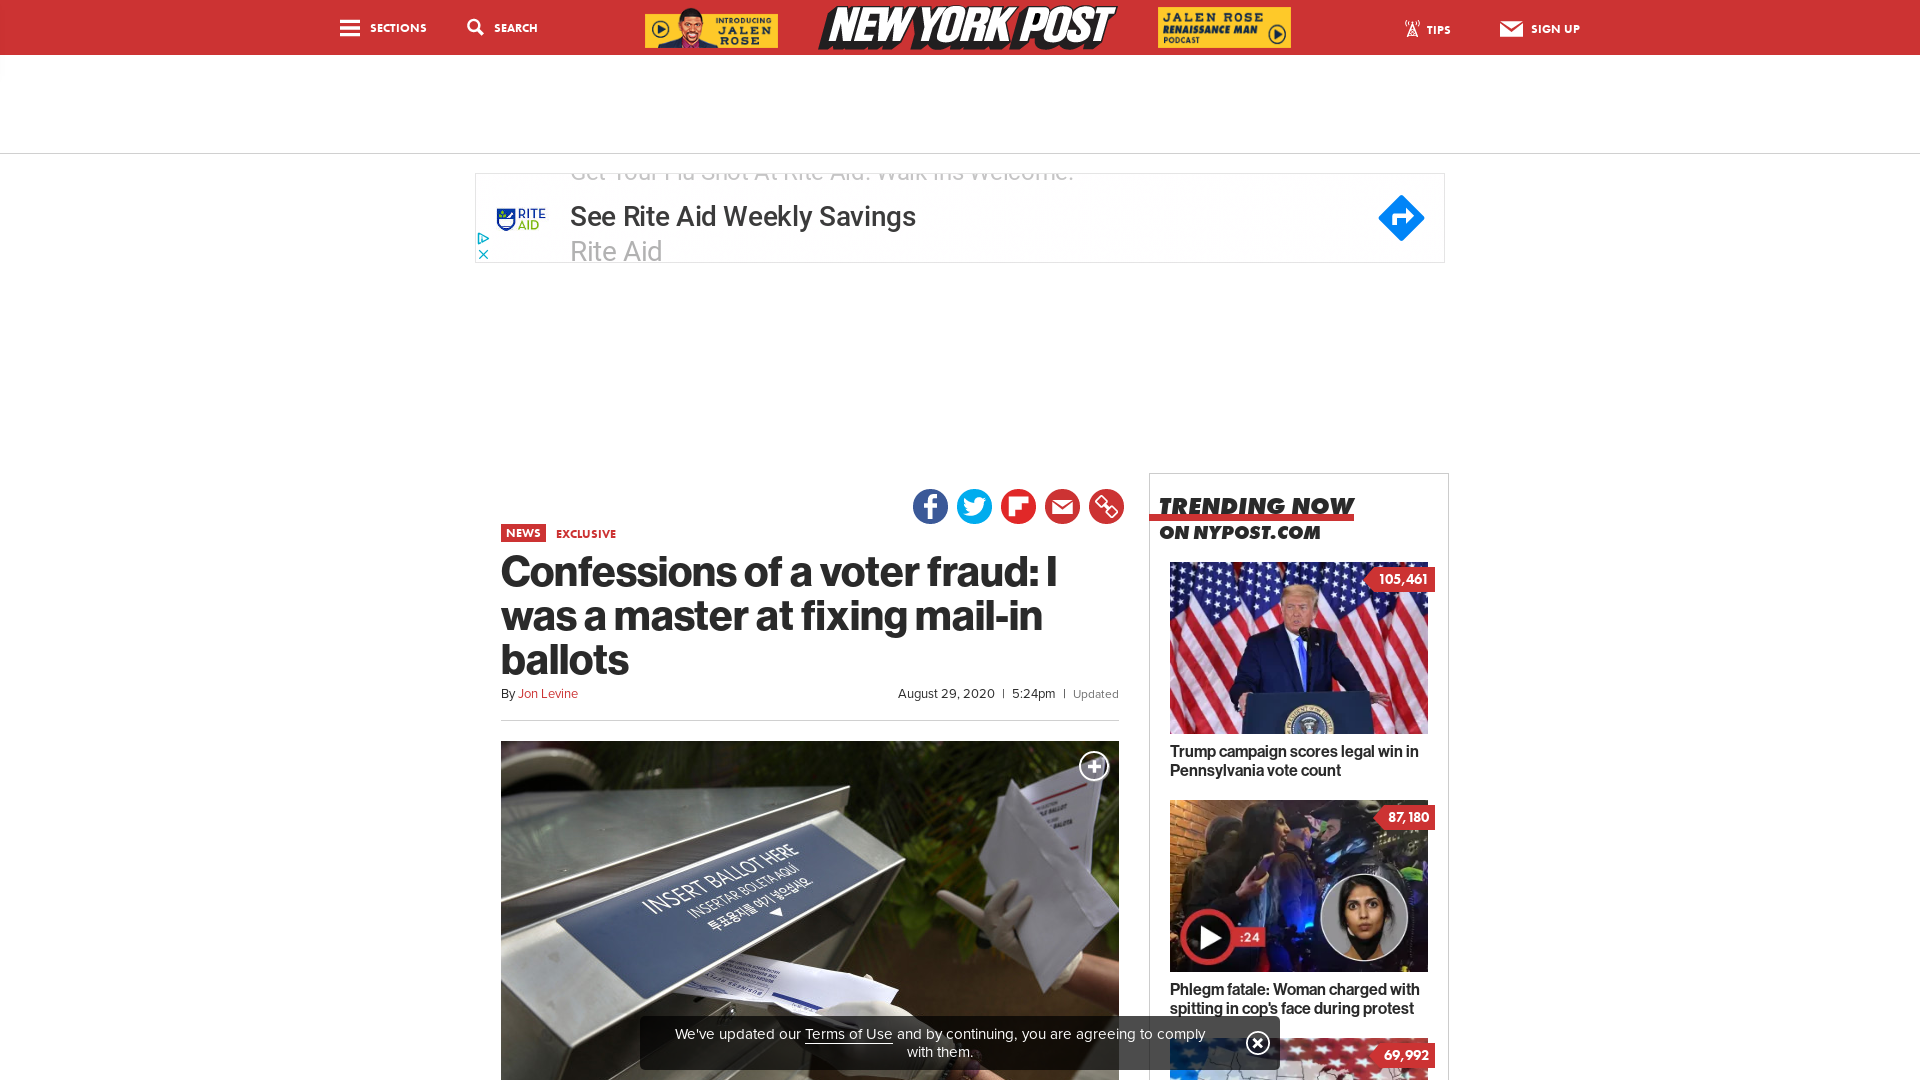 SECTIONS
SEARCH
INTRODUCING
JALEN
ROSE
NEW YORK POST
JALEN ROSE
RENAISSANCE MAN
PODCAST
TIPS
SIGN UP
Get Your Flu Shot At Rite Aid. Walk Ins Welcome.
RITE
AID
See Rite Aid Weekly Savings
Rite Aid
NEWS
EXCLUSIVE
Confessions of a voter fraud: I
was a master at fixing mail-in
ballots
By Jon Levine
August 29, 2020 | 5:24pm | Updated
INSERT BALLOT HERE
INSERTAR BOLETA AQUÍ
투표용지를 여기 넣으십시오
TRENDING NOW
ON NYPOST.COM
105,461
Trump campaign scores legal win in
Pennsylvania vote count
87,180
:24
Phlegm fatale: Woman charged with
spitting in cop's face during protest
69,992
We've updated our Terms of Use and by continuing, you are agreeing to comply
with them.